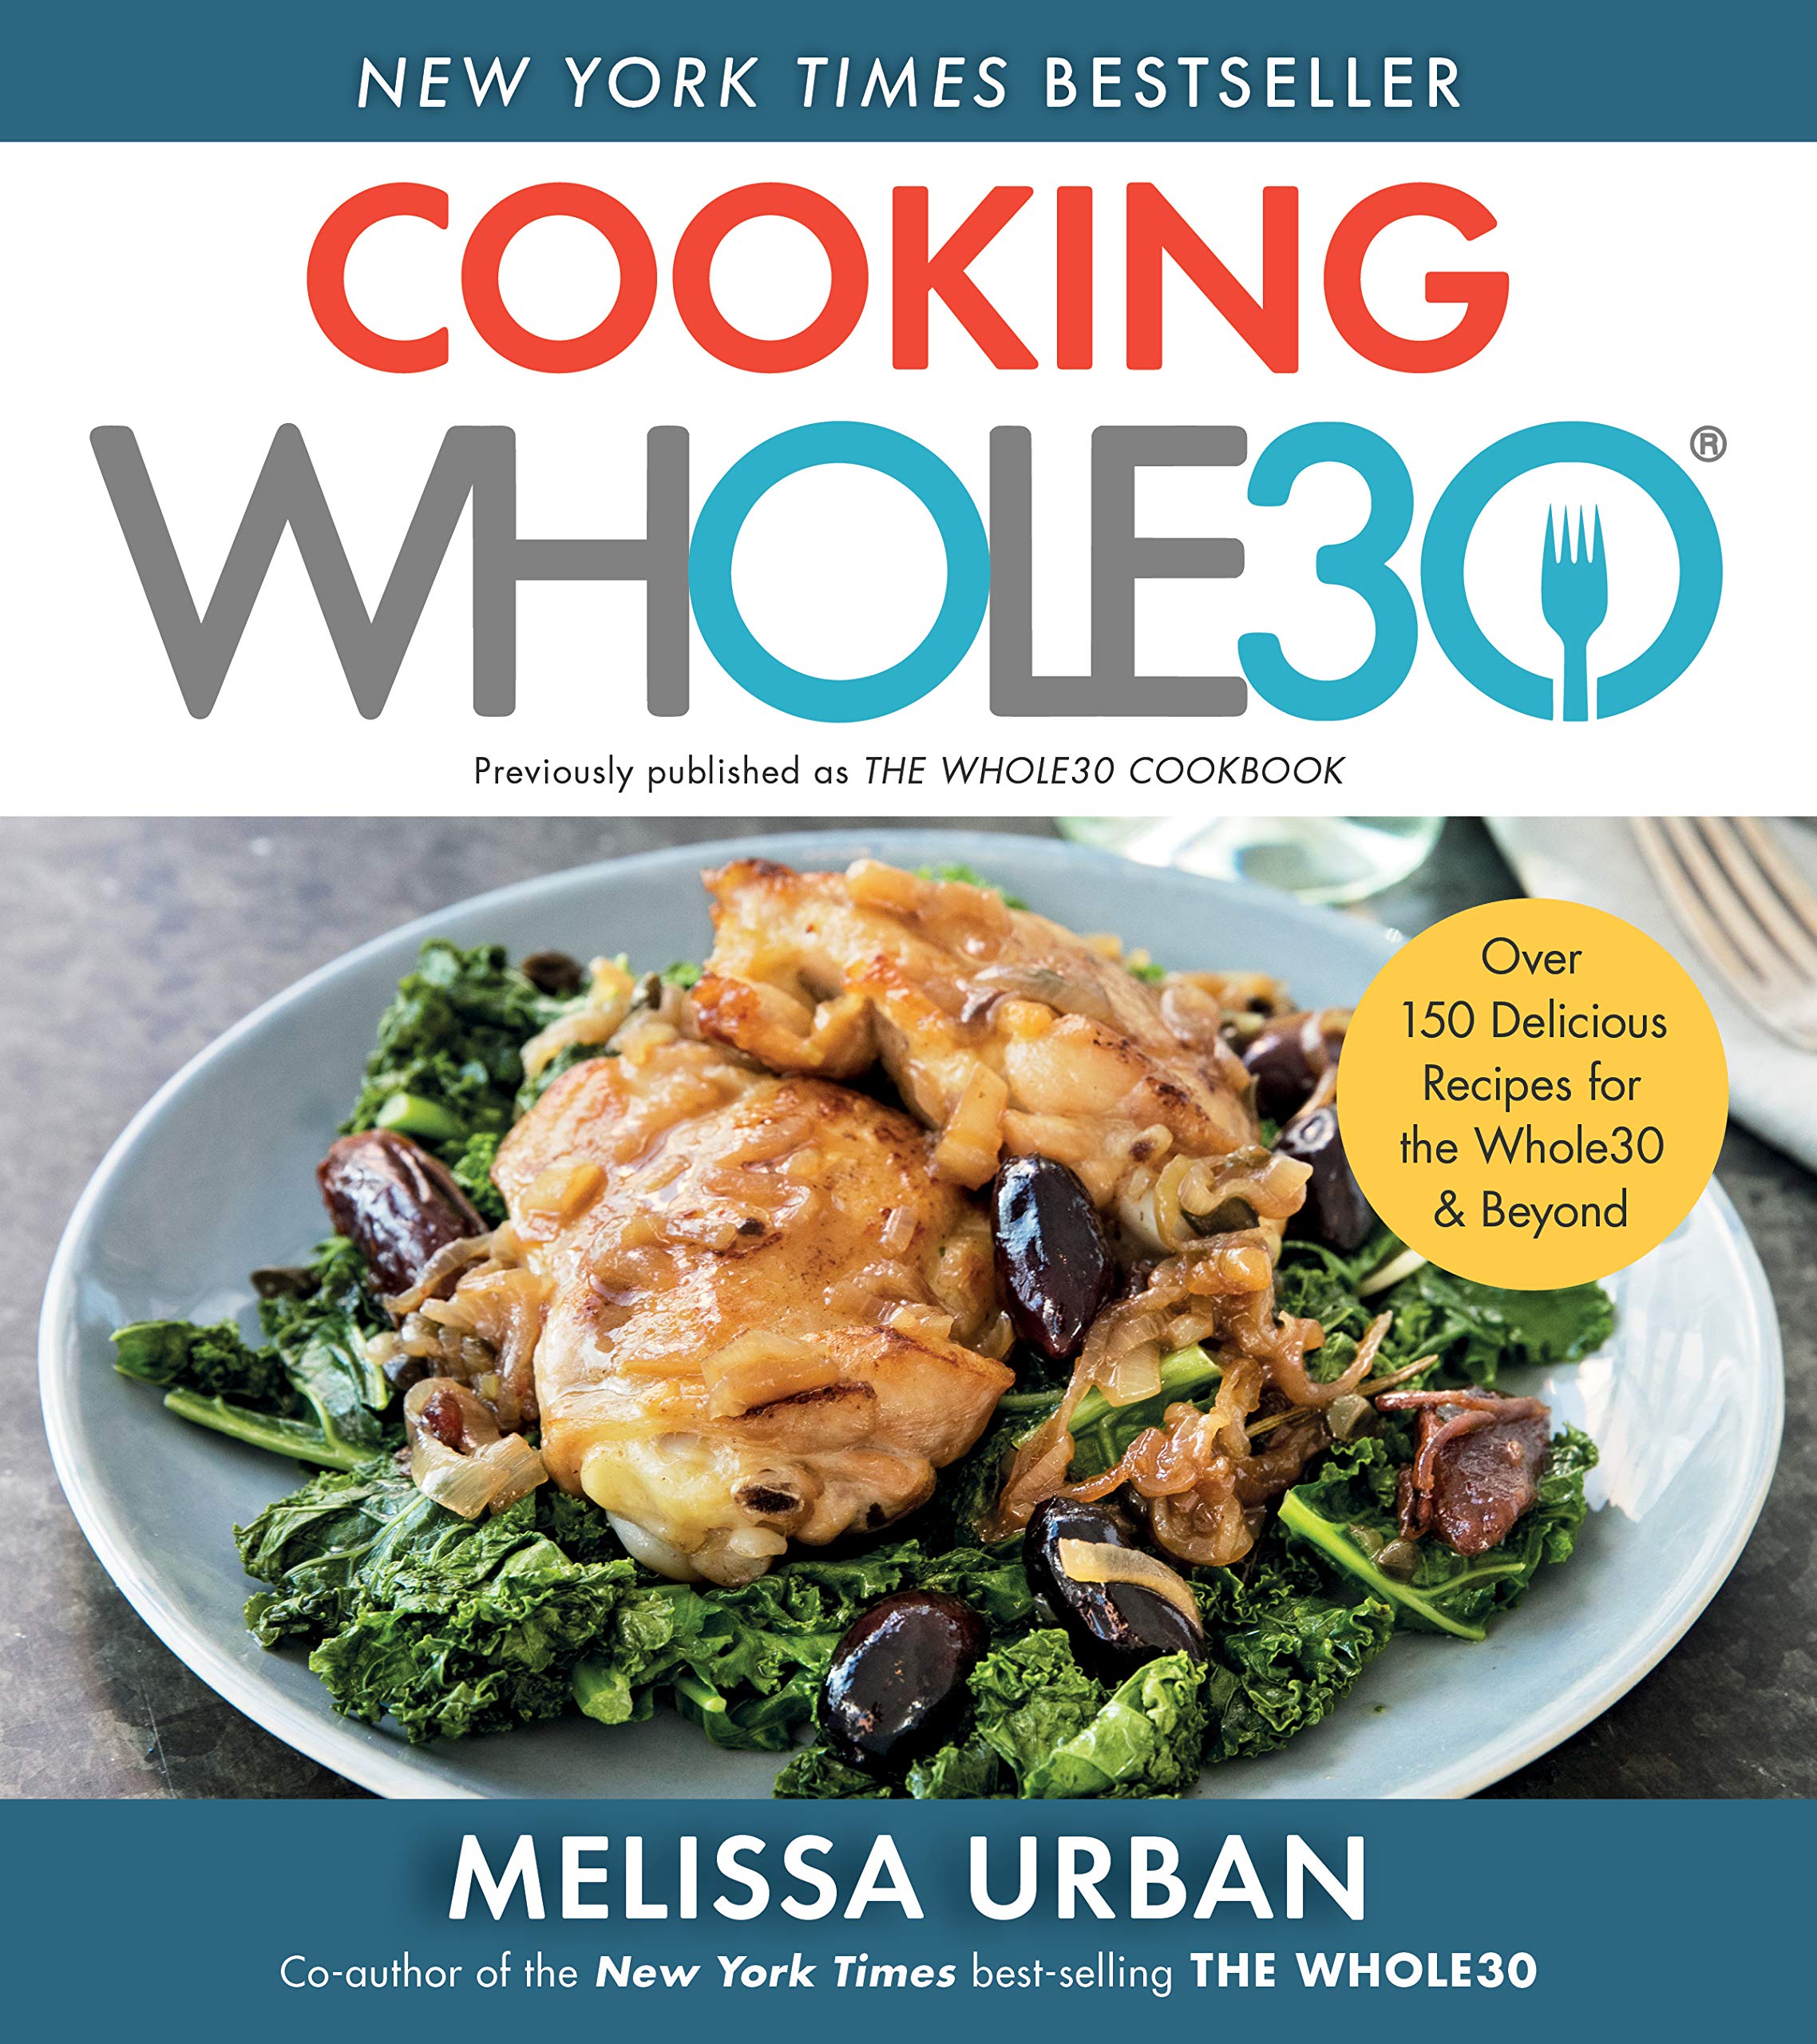 NEW YORK TIMES BESTSELLER
COOKING
WHOLE30®
Previously published as THE WHOLE30 COOKBOOK
Over
150 Delicious
Recipes for
the Whole30
& Beyond
MELISSA URBAN
Co-author of the New York Times best-selling THE WHOLE30